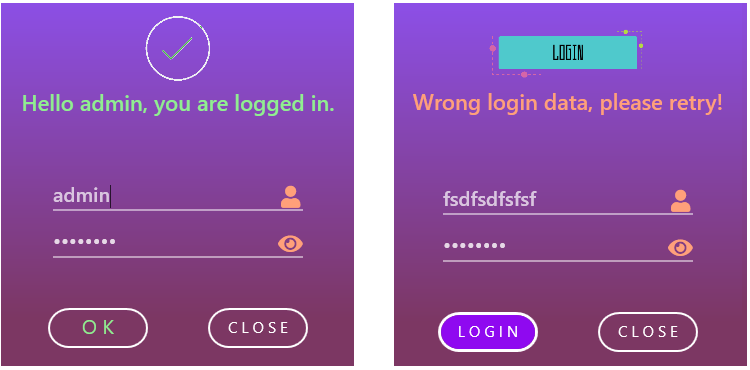 Hello admin, you are logged in.
admin
••••••••
OK
CLOSE
LOGIN
Wrong login data, please retry!
fsdfsdfsfsf
••••••••
LOGIN
CLOSE